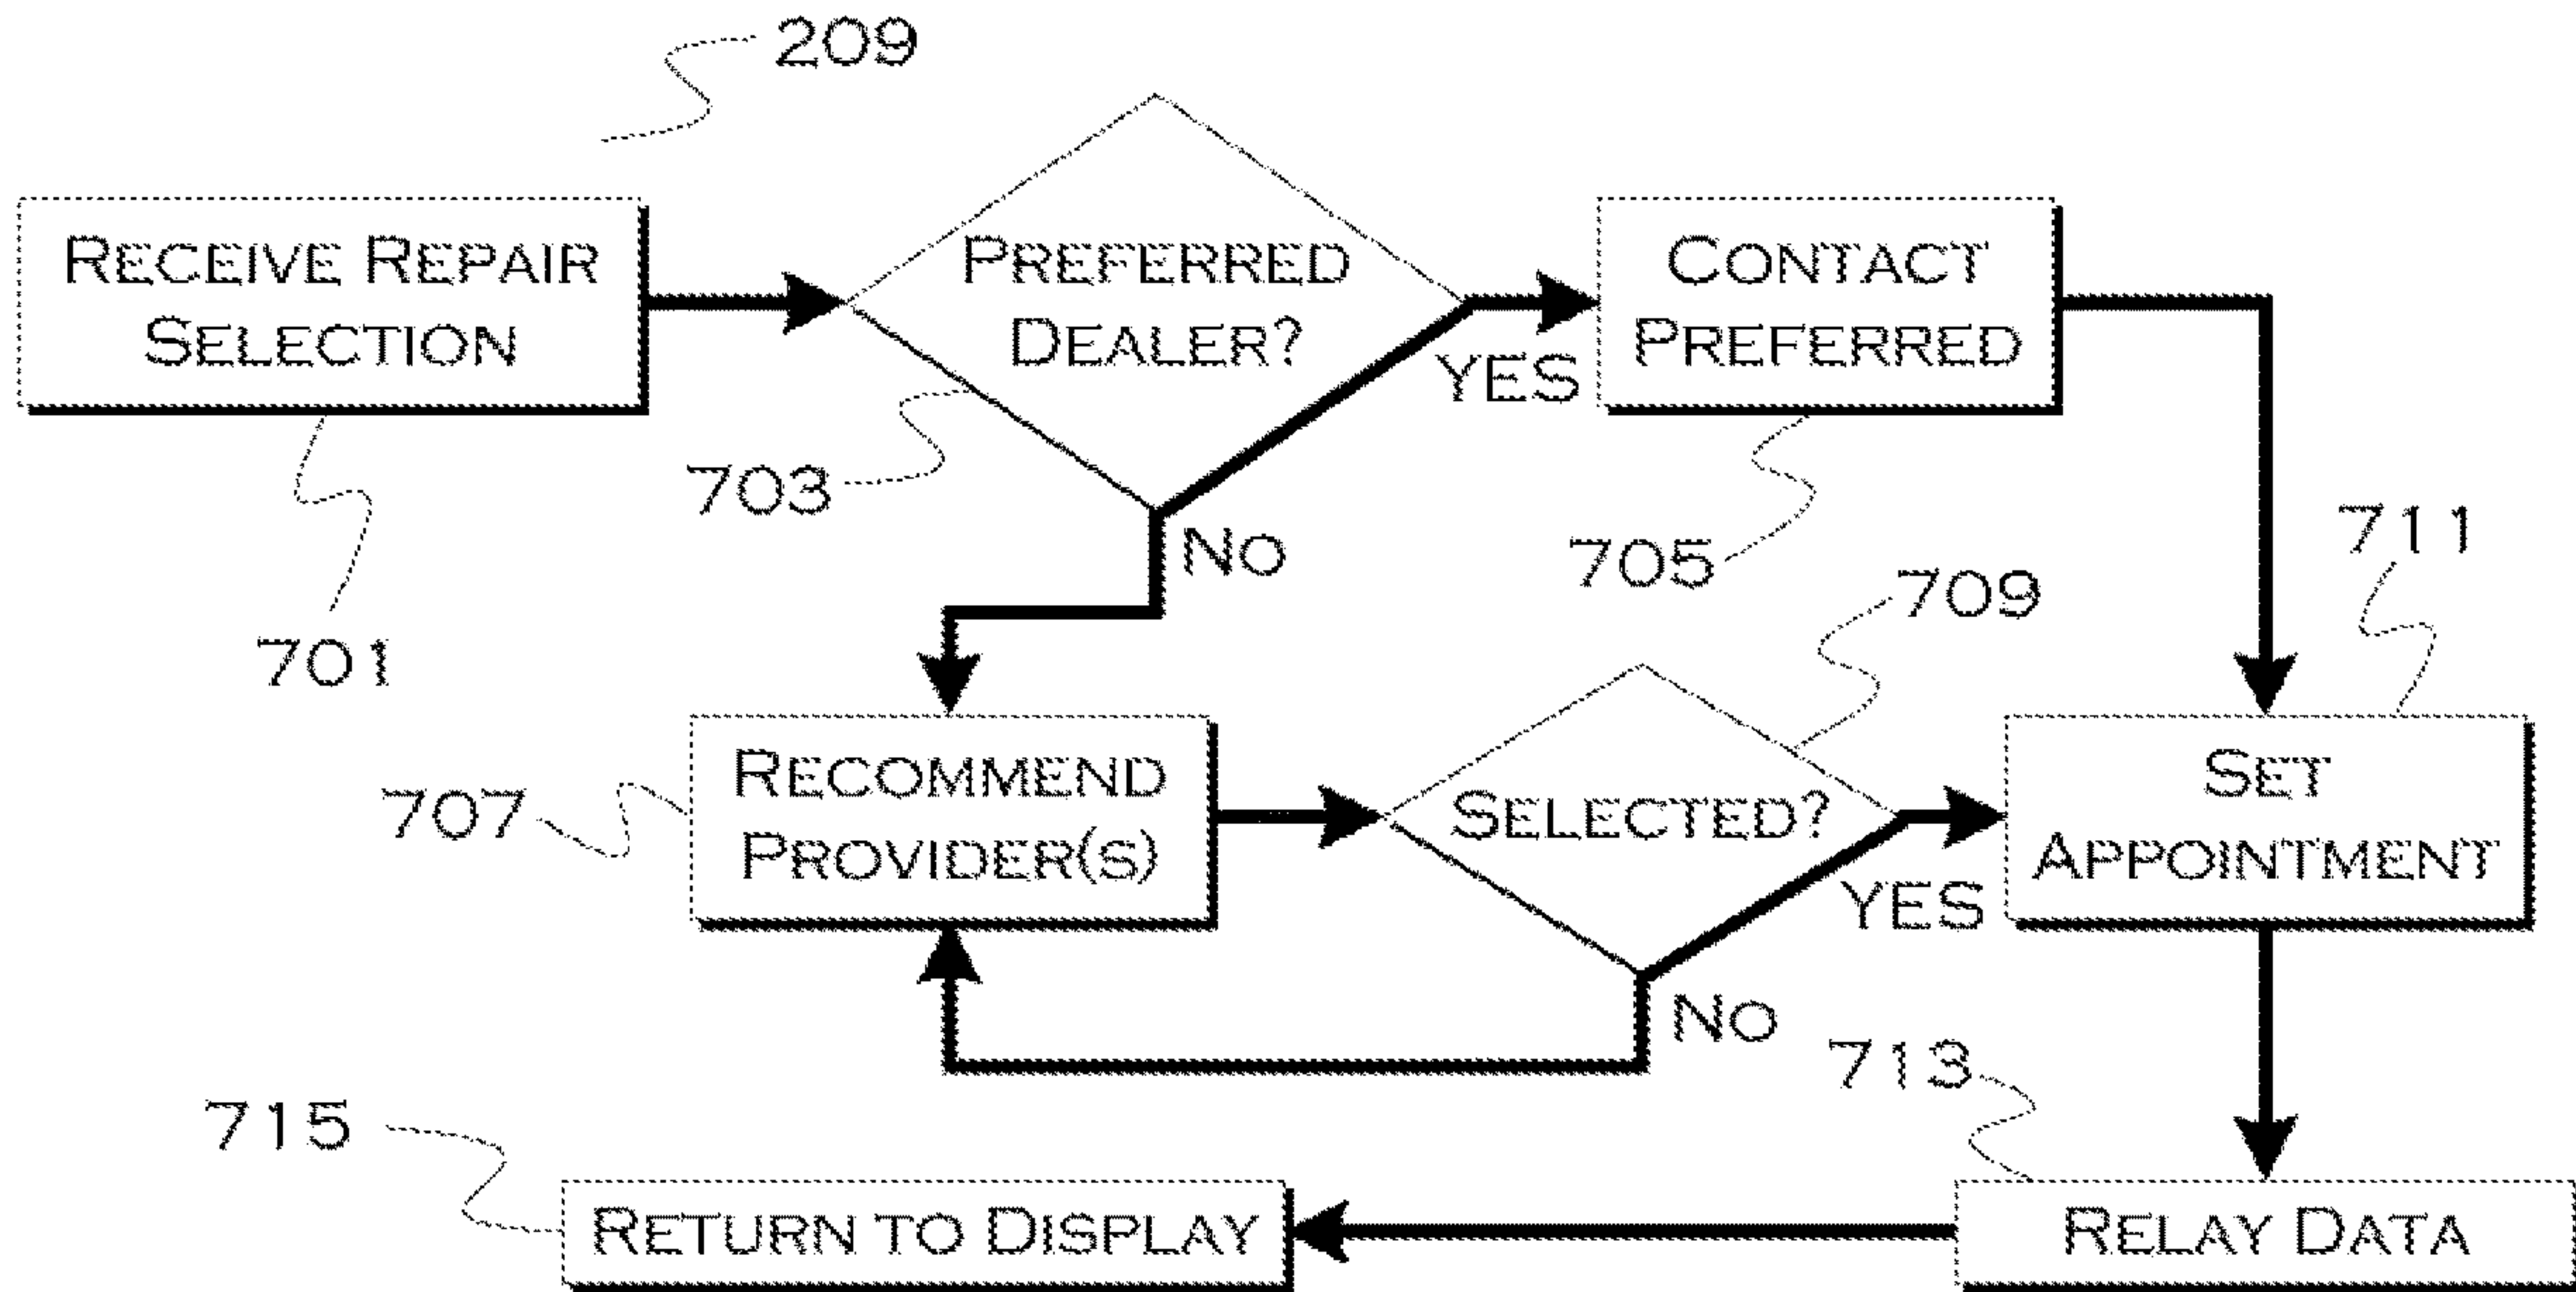 209
RECEIVE REPAIR
SELECTION
PREFERRED
DEALER?
CONTACT
PREFERRED
YES
703
NO
705
711
709
701
RECOMMEND
PROVIDER(S)
SELECTED?
SET
APPOINTMENT
707
YES
NO
713
715
RETURN TO DISPLAY
RELAY DATA